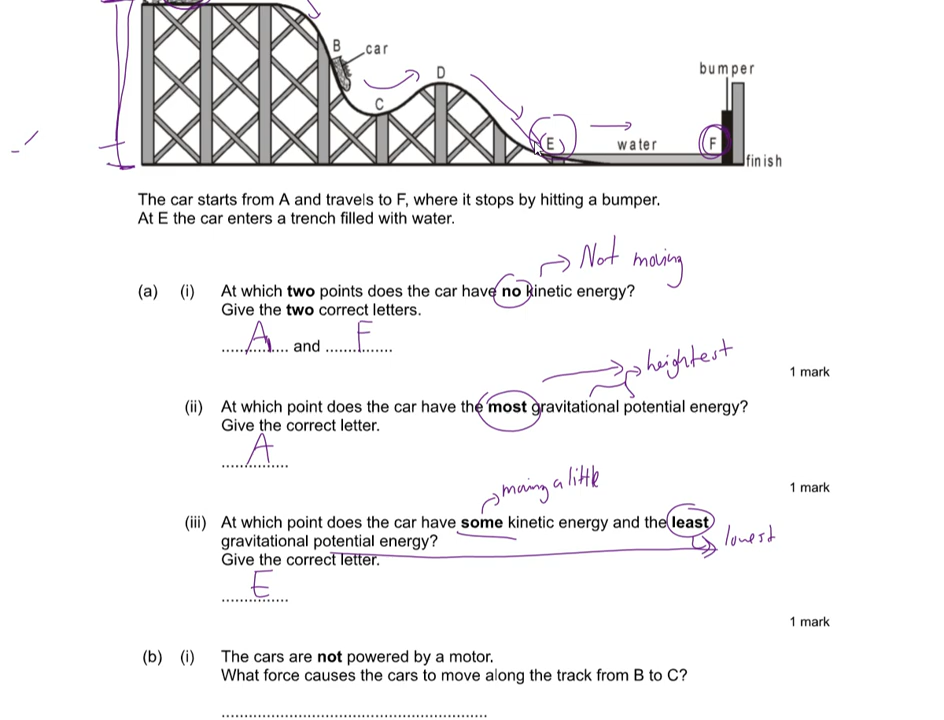 B
car
D
bumper
C
E
water
F
finish
The car starts from A and travels to F, where it stops by hitting a bumper.
At E the car enters a trench filled with water.
Not moving
(a) (i) At which two points does the car have no kinetic energy?
Give the two correct letters.
A and F
heightest
1 mark
(ii) At which point does the car have the most gravitational potential energy?
Give the correct letter.
A
1 mark
moving a little
(iii) At which point does the car have some kinetic energy and the least
gravitational potential energy?
lowest
Give the correct letter.
E
1 mark
(b) (i) The cars are not powered by a motor.
What force causes the cars to move along the track from B to C?